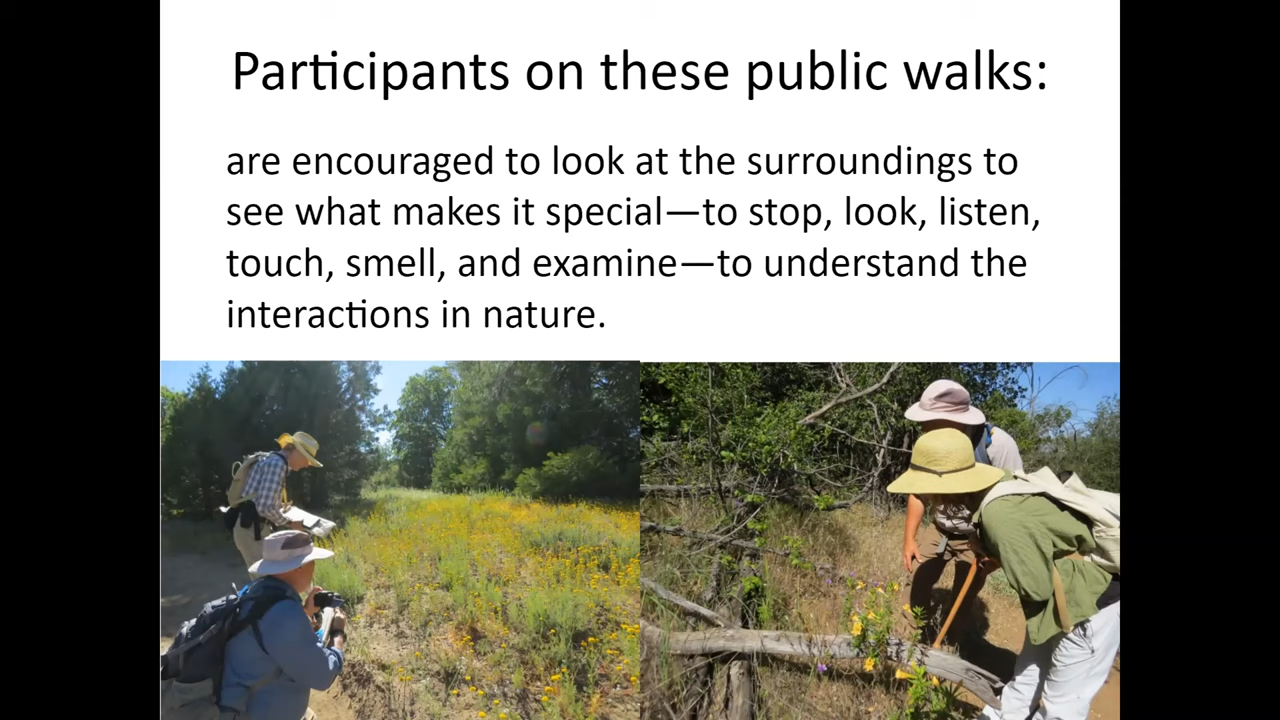 Participants on these public walks:
are encouraged to look at the surroundings to
see what makes it special—to stop, look, listen,
touch, smell, and examine—to understand the
interactions in nature.